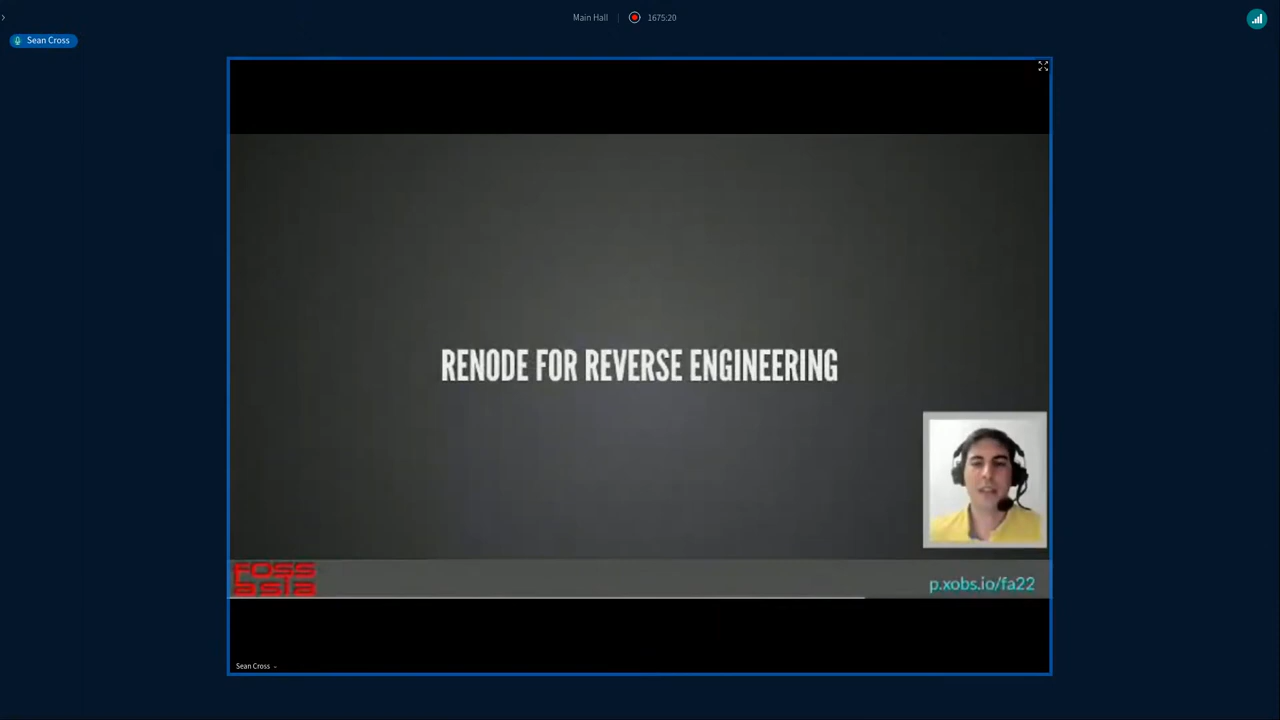 Main Hall
1675:20
Sean Cross
RENODE FOR REVERSE ENGINEERING
FOSS
asia
p.xobs.io/fa22
Sean Cross